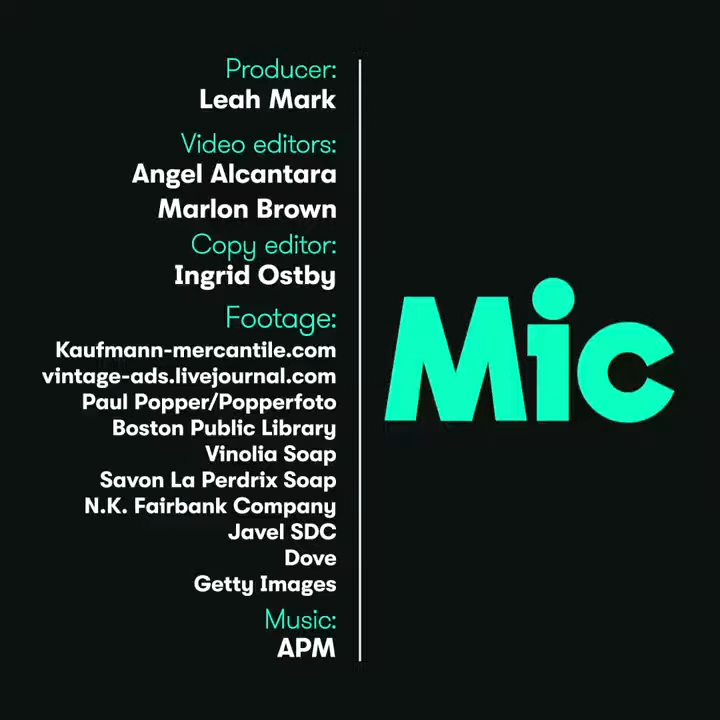 Producer:
Leah Mark
Video editors:
Angel Alcantara
Marlon Brown
Copy editor:
Ingrid Ostby
Footage:
Kaufmann-mercantile.com
vintage-ads.livejournal.com
Paul Popper/Popperfoto
Boston Public Library
Vinolia Soap
Savon La Perdrix Soap
N.K. Fairbank Company
Javel SDC
Dove
Getty Images
Music:
APM
Mic